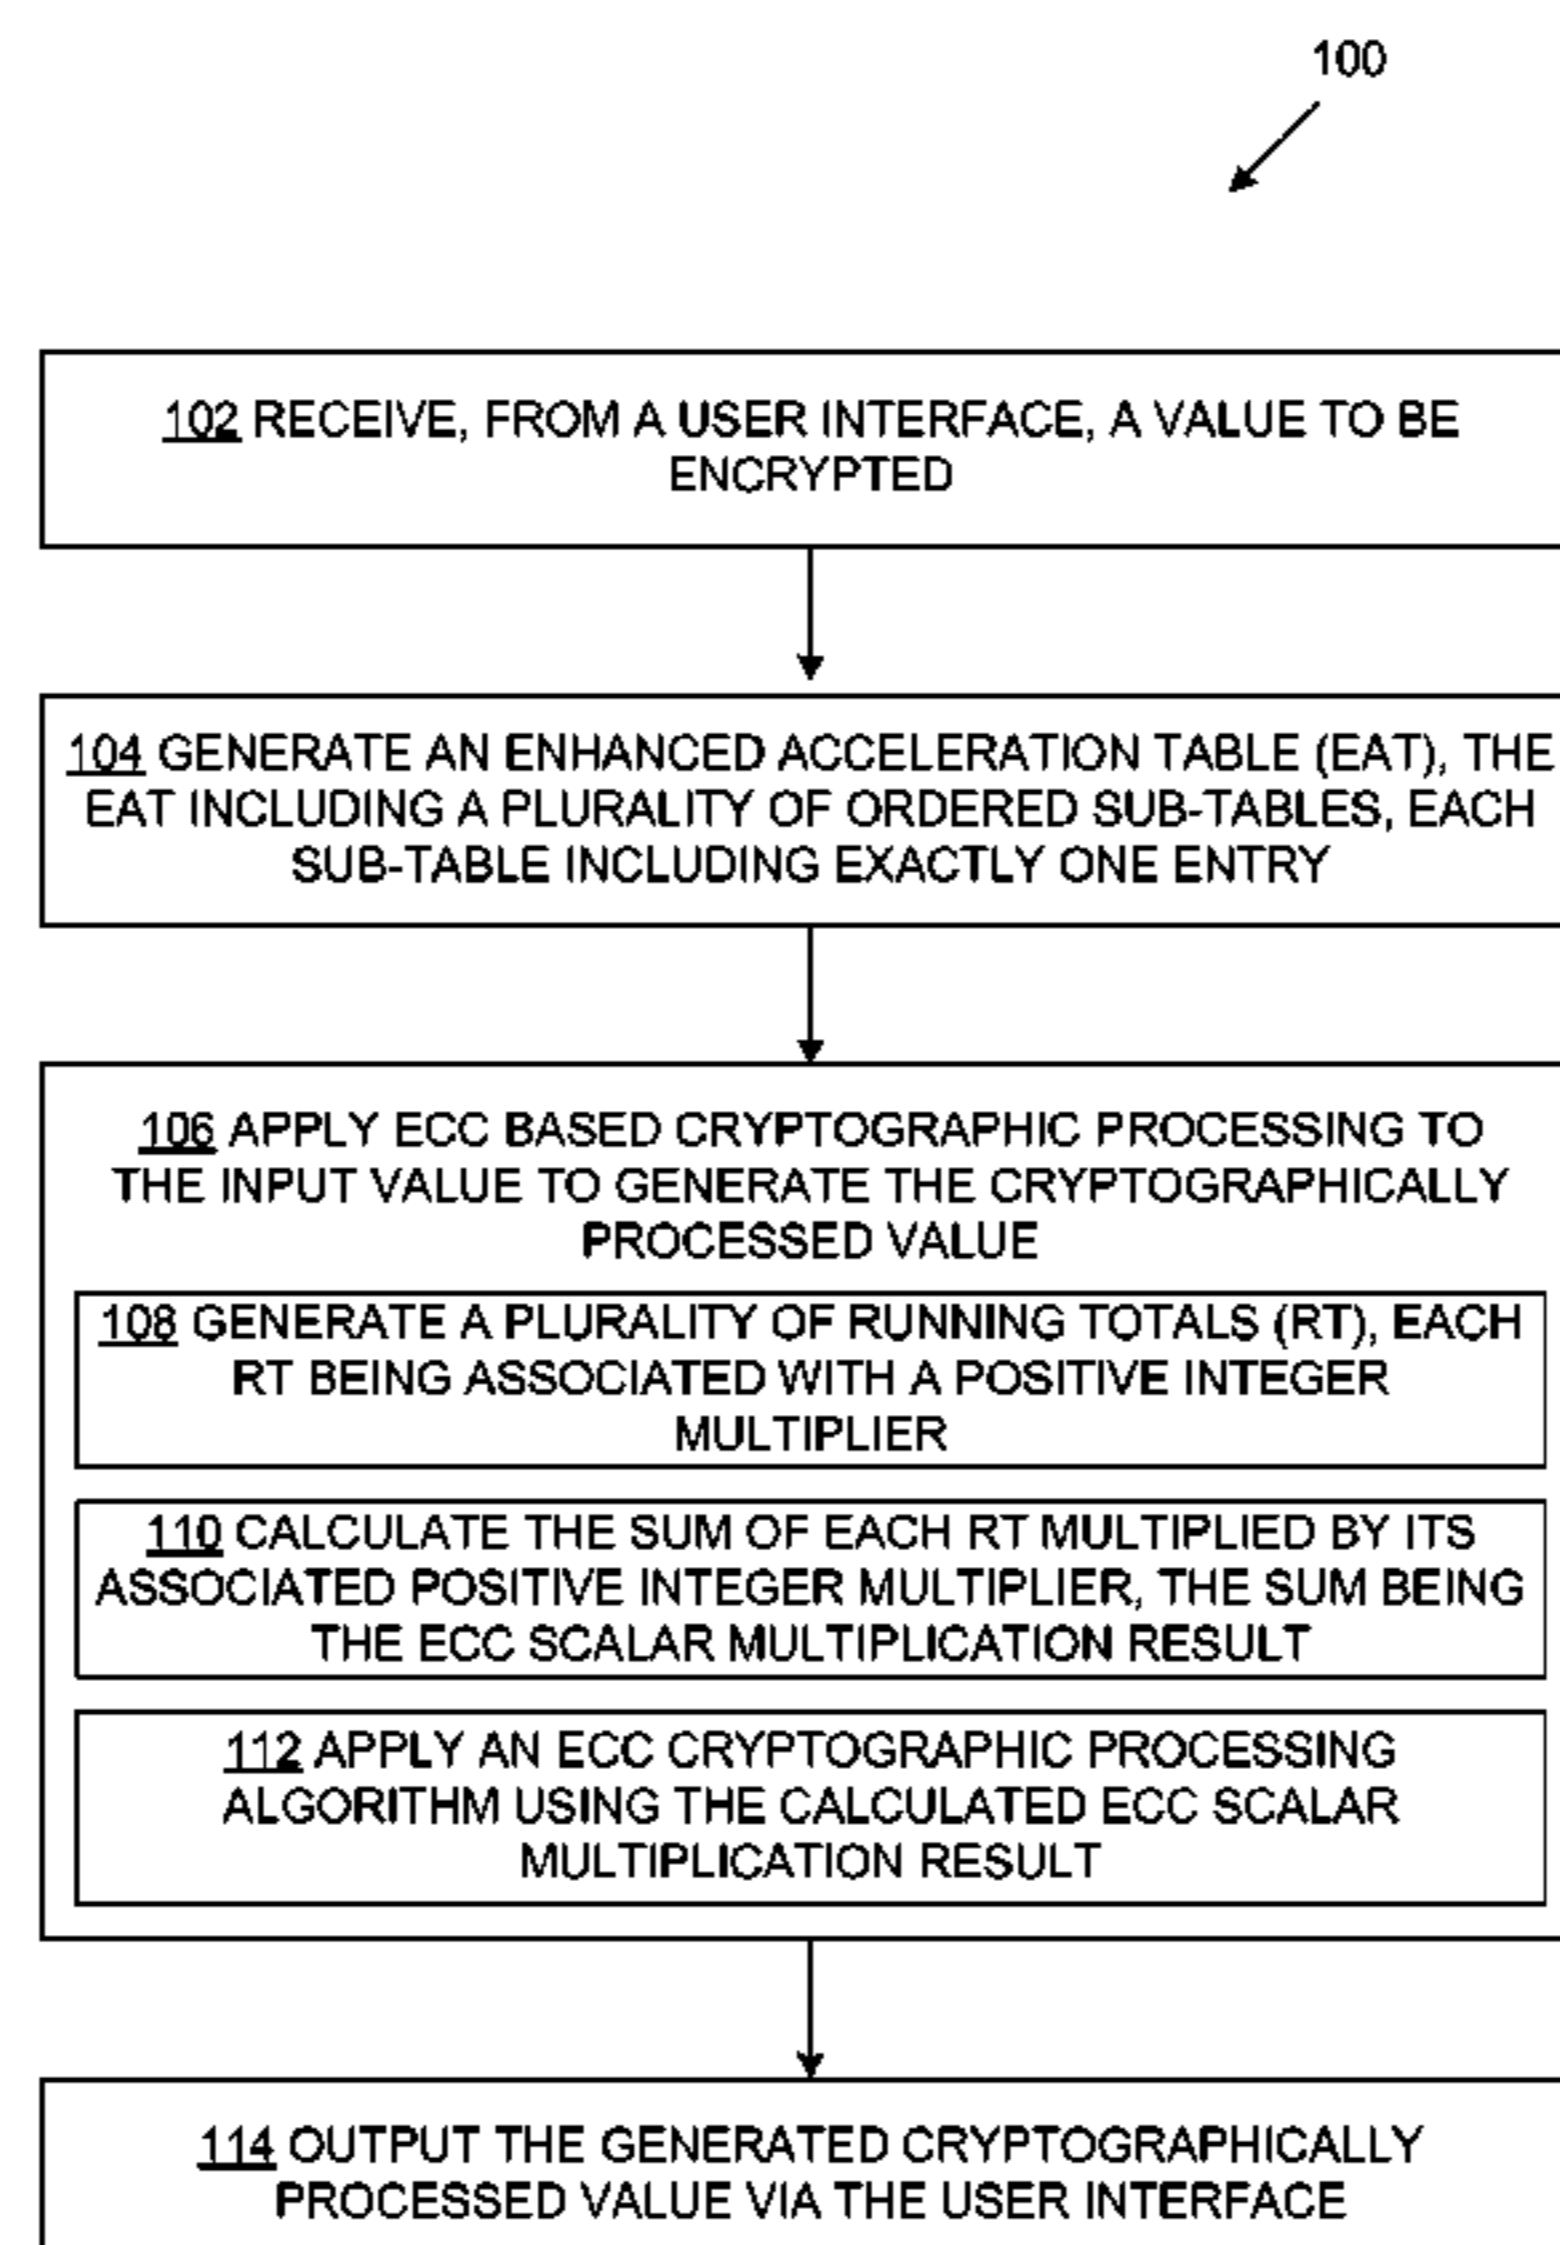 100
102 RECEIVE, FROM A USER INTERFACE, A VALUE TO BE
ENCRYPTED
104 GENERATE AN ENHANCED ACCELERATION TABLE (EAT), THE
EAT INCLUDING A PLURALITY OF ORDERED SUB-TABLES, EACH
SUB-TABLE INCLUDING EXACTLY ONE ENTRY
106 APPLY ECC BASED CRYPTOGRAPHIC PROCESSING TO
THE INPUT VALUE TO GENERATE THE CRYPTOGRAPHICALLY
PROCESSED VALUE
108 GENERATE A PLURALITY OF RUNNING TOTALS (RT), EACH
RT BEING ASSOCIATED WITH A POSITIVE INTEGER
MULTIPLIER
110 CALCULATE THE SUM OF EACH RT MULTIPLIED BY ITS
ASSOCIATED POSITIVE INTEGER MULTIPLIER, THE SUM BEING
THE ECC SCALAR MULTIPLICATION RESULT
112 APPLY AN ECC CRYPTOGRAPHIC PROCESSING
ALGORITHM USING THE CALCULATED ECC SCALAR
MULTIPLICATION RESULT
114 OUTPUT THE GENERATED CRYPTOGRAPHICALLY
PROCESSED VALUE VIA THE USER INTERFACE